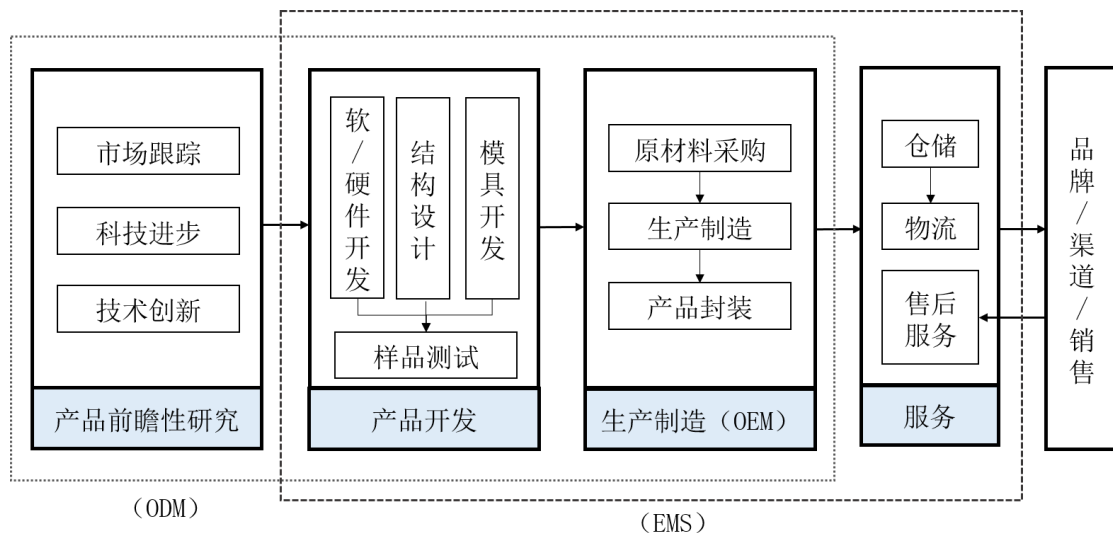 市场跟踪
科技进步
技术创新
产品前瞻性研究
软/硬件开发
结构设计
模具开发
样品测试
产品开发
原材料采购
生产制造
产品封装
生产制造（OEM）
仓储
物流
售后
服务
服务
品牌/渠道/销售
（ODM）
（EMS）